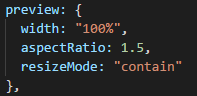 preview: {
  width: "100%",
  aspectRatio: 1.5,
  resizeMode: "contain"
},